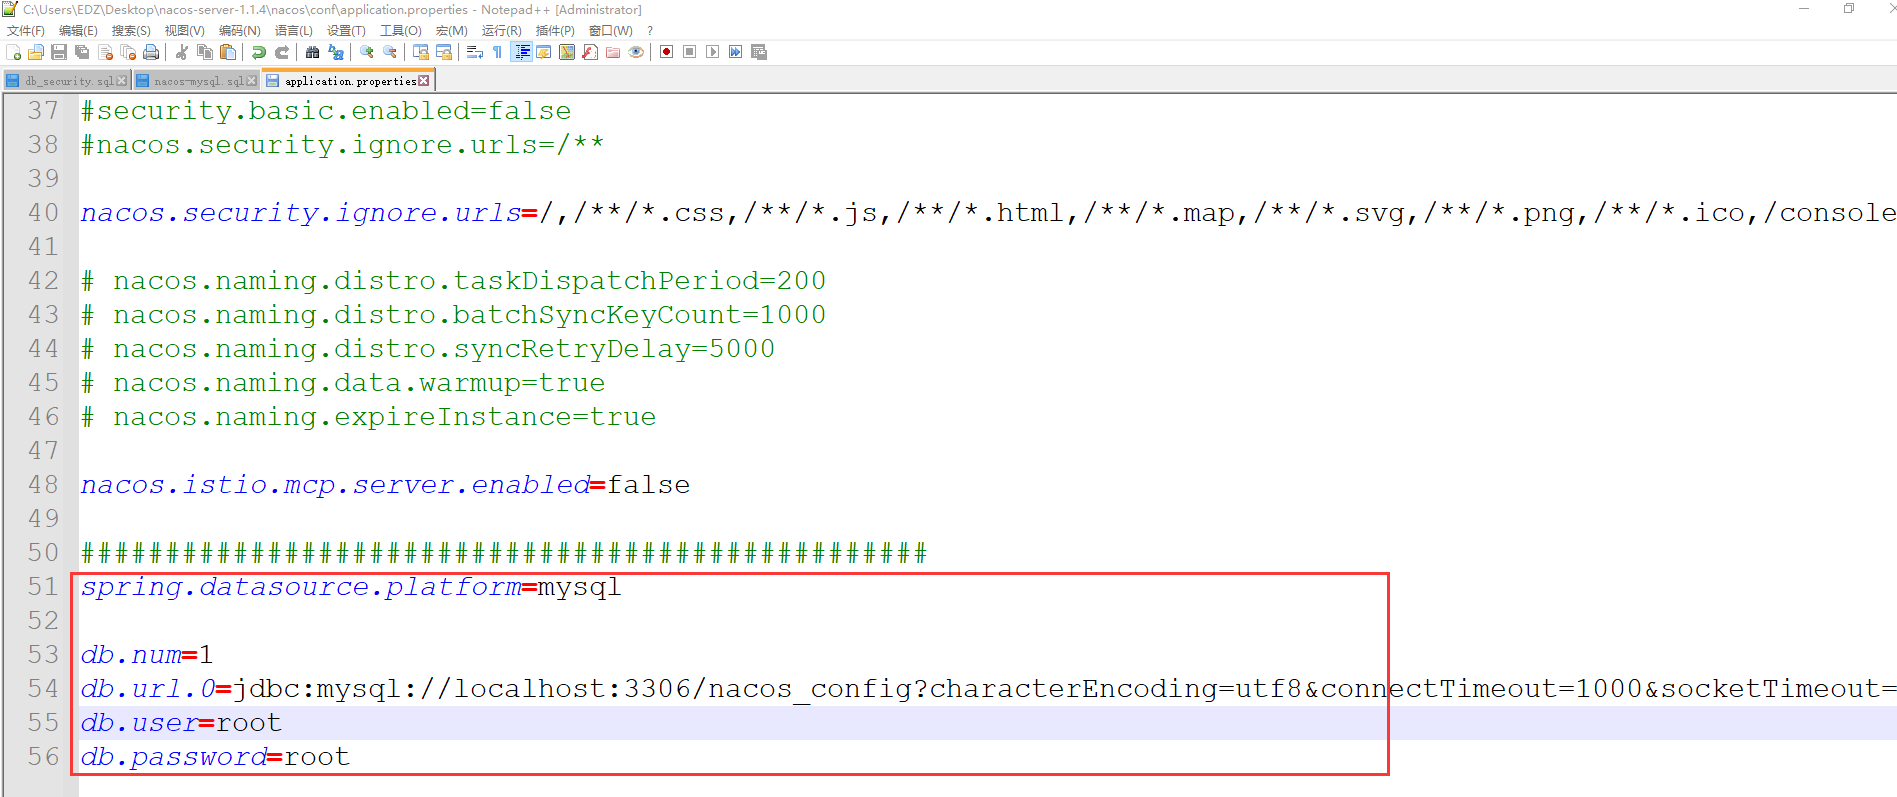 C:\Users\EDZ\Desktop\nacos-server-1.1.4\nacos\conf\application.properties - Notepad++ [Administrator]
文件(F) 编辑(E) 搜索(S) 视图(V) 编码(N) 语言(L) 设置(T) 工具(O) 宏(M) 运行(R) 插件(P) 窗口(W) ?
db_security.sql nacos-mysql.sql application.properties
37 #security.basic.enabled=false
38 #nacos.security.ignore.urls=/**
39
40 nacos.security.ignore.urls=/,/**/*.css,/**/*.js,/**/*.html,/**/*.map,/**/*.svg,/**/*.png,/**/*.ico,/console
41
42 # nacos.naming.distro.taskDispatchPeriod=200
43 # nacos.naming.distro.batchSyncKeyCount=1000
44 # nacos.naming.distro.syncRetryDelay=5000
45 # nacos.naming.data.warmup=true
46 # nacos.naming.expireInstance=true
47
48 nacos.istio.mcp.server.enabled=false
49
50 ##################################################
51 spring.datasource.platform=mysql
52
53 db.num=1
54 db.url.0=jdbc:mysql://localhost:3306/nacos_config?characterEncoding=utf8&connectTimeout=1000&socketTimeout=
55 db.user=root
56 db.password=root